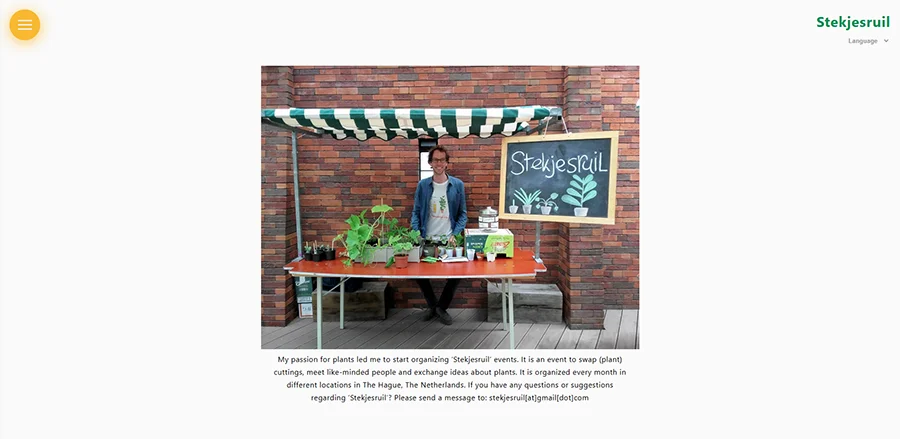 Stekjesruil
Language
Stekjesruil
My passion for plants led me to start organizing 'Stekjesruil' events. It is an event to swap (plant)
cuttings, meet like-minded people and exchange ideas about plants. It is organized every month in
different locations in The Hague, The Netherlands. If you have any questions or suggestions
regarding 'Stekjesruil'? Please send a message to: stekjesruil[at]gmail[dot]com